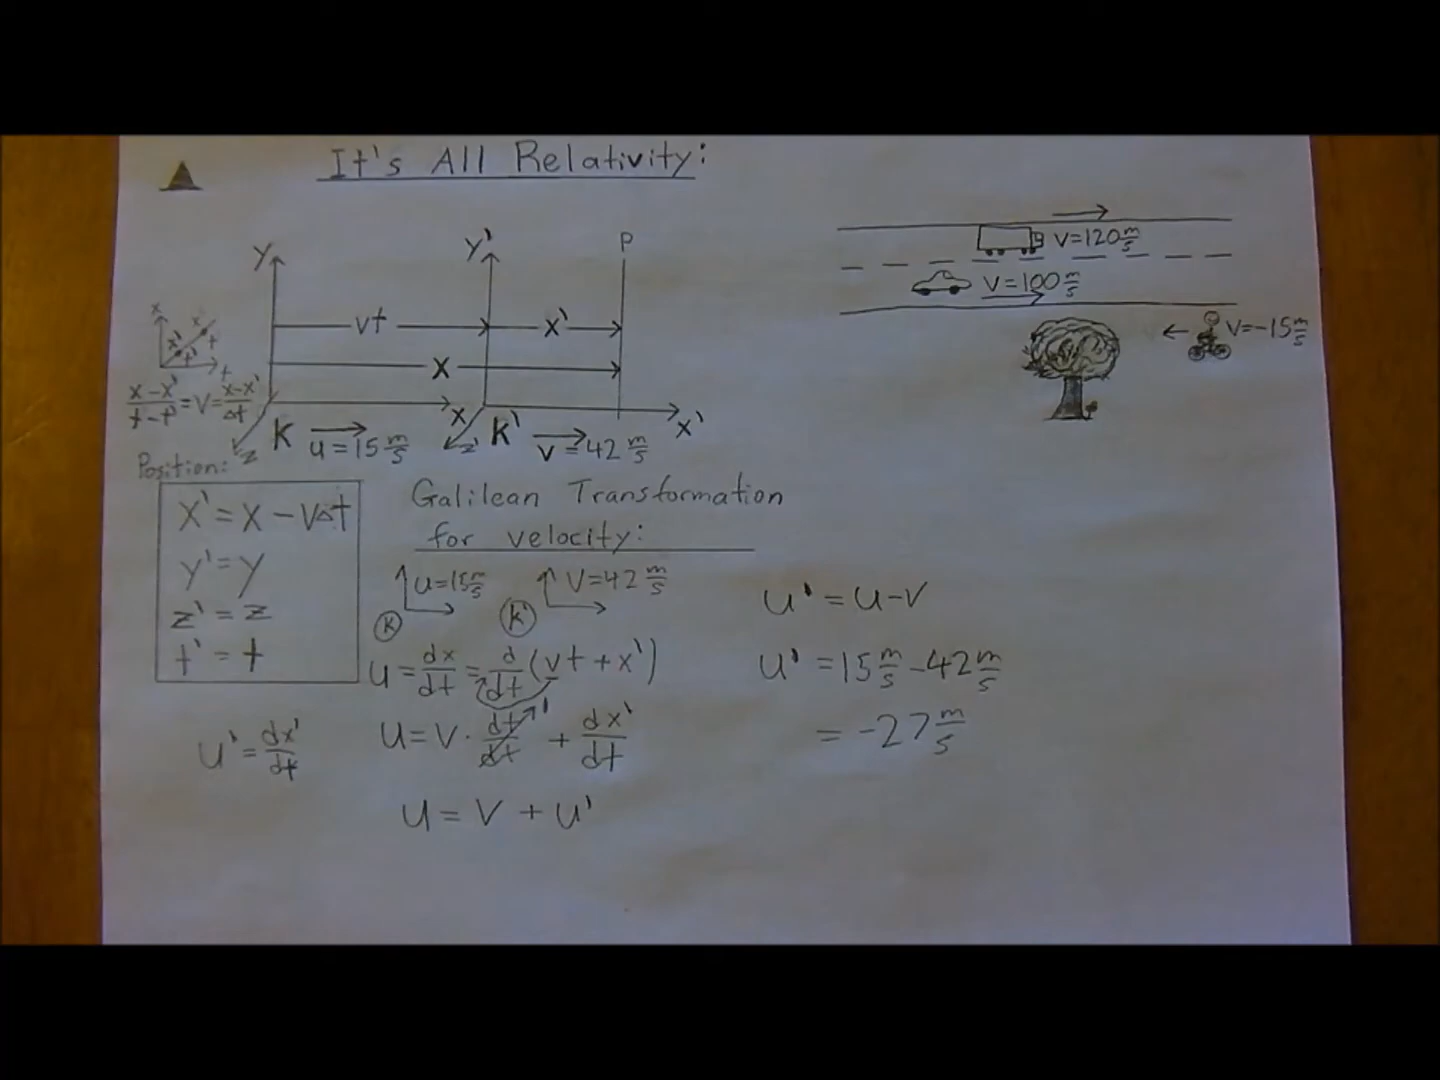 It's All Relativity:
y
y'
P
vt
x'
x
x
x'
x'
t
t'
t
x-x'/t-t' = V = x-x'/Δt
z
K
u = 15 m/s
x
z'
K'
v = 42 m/s
x'
V=120 m/s
V=100 m/s
V=-15 m/s
Position:
x' = x - vΔt
y' = y
z' = z
t' = t
u' = dx'/dt
Galilean Transformation
for velocity:
K
u=15 m/s
K'
V=42 m/s
u = dx/dt = d/dt (vt + x')
u = v · dt/dt 1 + dx'/dt
u = v + u'
u' = u-v
u' = 15 m/s - 42 m/s
= -27 m/s